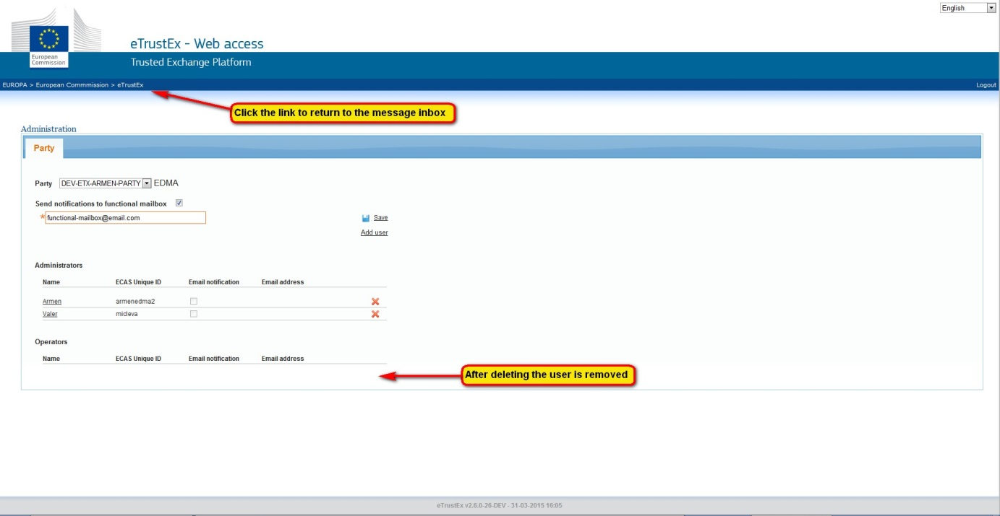 English
eTrustEx - Web access
European
Commission
Trusted Exchange Platform
EUROPA > European Commmission > eTrustEx
Logout
Click the link to return to the message inbox
Administration
Party
Party DEV-ETX-ARMEN-PARTY EDMA
Send notifications to functional mailbox
* functional-mailbox@email.com Save
Add user
Administrators
Name ECAS Unique ID Email notification Email address
Armen armenedma2
Valer micleva
Operators
Name ECAS Unique ID Email notification Email address
After deleting the user is removed
eTrustEx v2.6.0-26-DEV - 31-03-2015 16:05